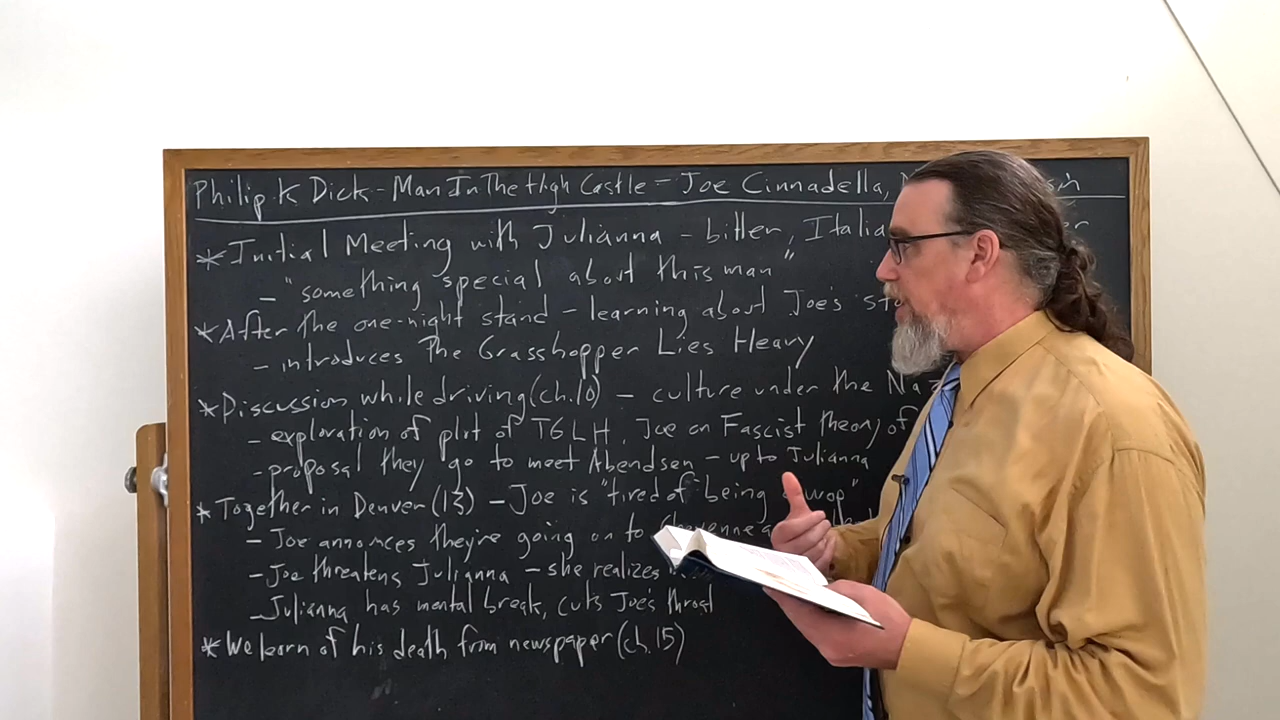 Philip K Dick - Man In The High Castle - Joe Cinnadella,
* Initial Meeting with Julianna - bitter, Italia
- "something special about this man"
* After the one-night stand - learning about Joe's
- introduces The Grasshopper Lies Heavy
* Discussion while driving (ch. 10) - culture under the Naz
- exploration of plot of TGLH, Joe on Fascist theory of
- proposal they go to meet Abendsen - up to Julianna
* Together in Denver (13) - Joe is "tired of being a wop"
- Joe announces they're going on to
- Joe threatens Julianna - she realizes
- Julianna has mental break, cuts Joe's throat
* We learn of his death from newspaper (ch. 15)